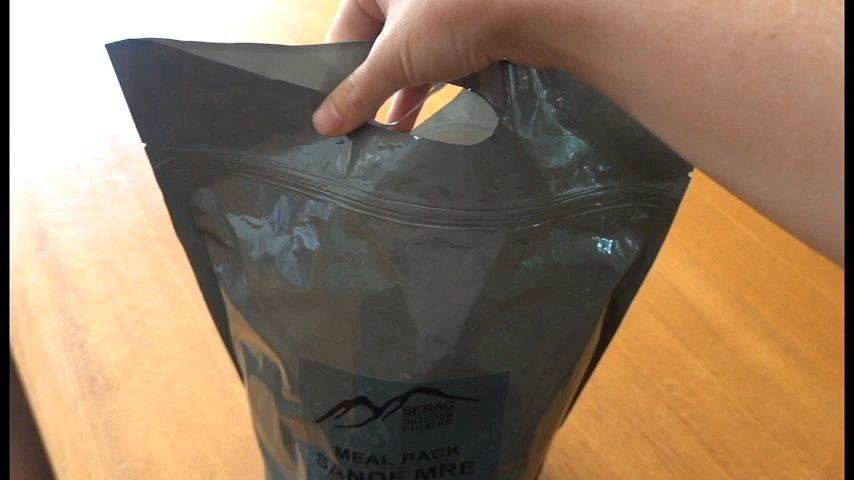 SERAC
OUTDOOR
CUISINE
MEAL PACK
SANDE MRE